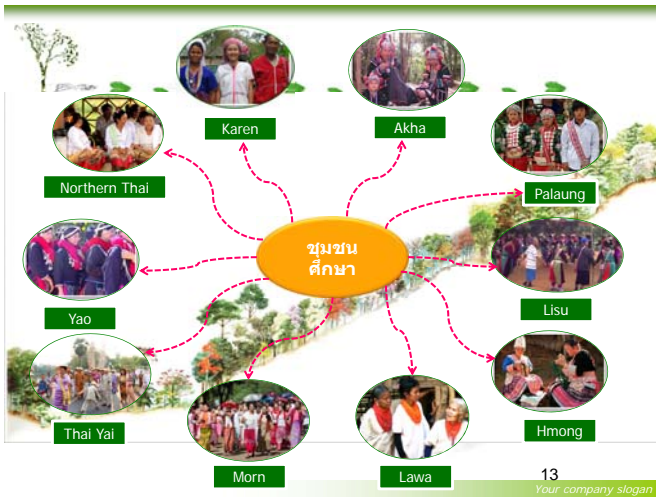 Karen
Akha
Northern Thai
Palaung
ชุมชน
ศึกษา
Yao
Lisu
Thai Yai
Hmong
Morn
Lawa
13
Your company slogan